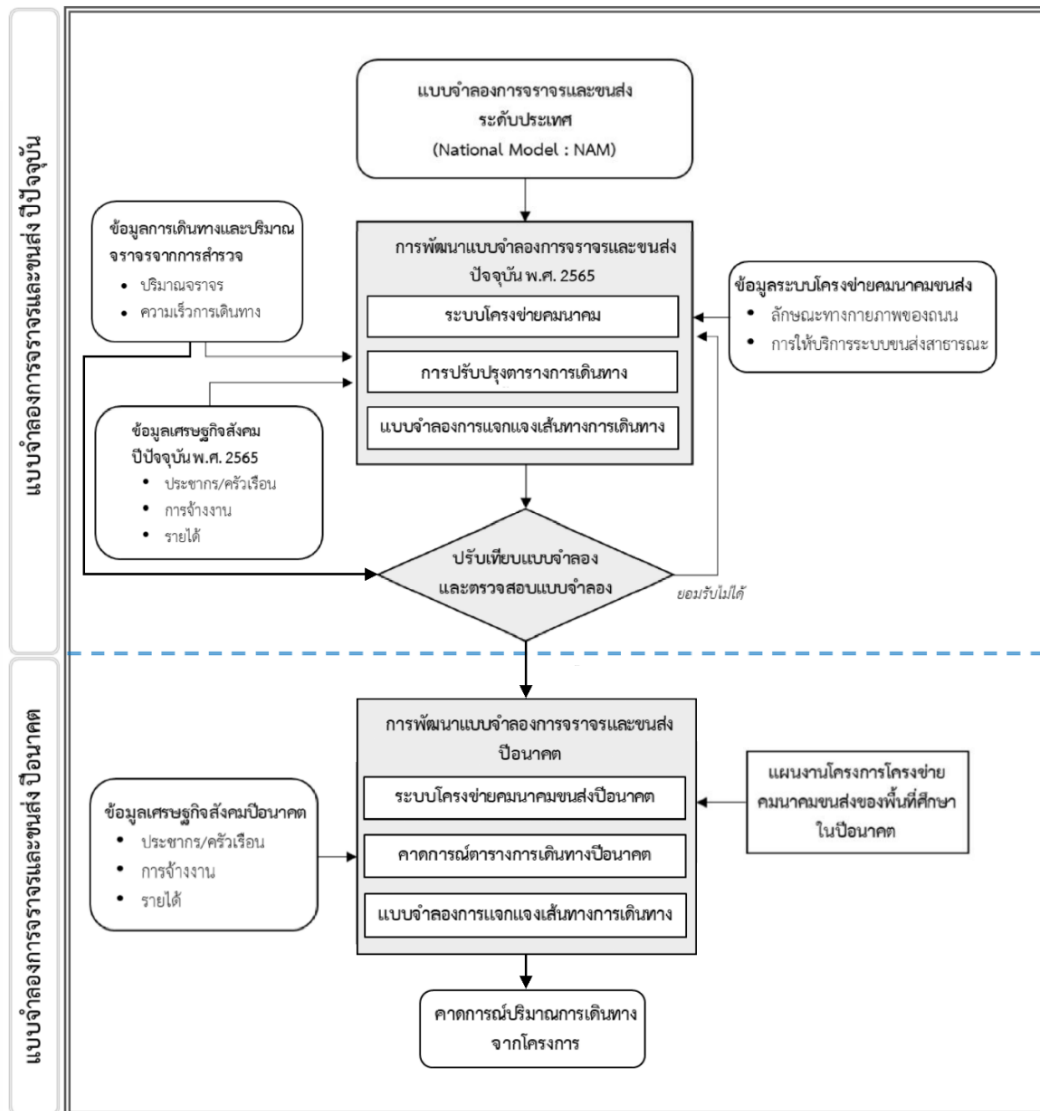 แบบจำลองการจราจรและขนส่ง ปีปัจจุบัน
แบบจำลองการจราจรและขนส่ง
ระดับประเทศ
(National Model : NAM)
ข้อมูลการเดินทางและปริมาณ
จราจรจากการสำรวจ
• ปริมาณจราจร
• ความเร็วการเดินทาง
การพัฒนาแบบจำลองการจราจรและขนส่ง
ปัจจุบัน พ.ศ. 2565
ระบบโครงข่ายคมนาคม
การปรับปรุงตารางการเดินทาง
แบบจำลองการแจกแจงเส้นทางการเดินทาง
ข้อมูลระบบโครงข่ายคมนาคมขนส่ง
• ลักษณะทางกายภาพของถนน
• การให้บริการระบบขนส่งสาธารณะ
ข้อมูลเศรษฐกิจสังคม
ปีปัจจุบัน พ.ศ. 2565
• ประชากร/ครัวเรือน
• การจ้างงาน
• รายได้
ปรับเทียบแบบจำลอง
และตรวจสอบแบบจำลอง
ยอมรับไม่ได้
แบบจำลองการจราจรและขนส่ง ปีอนาคต
การพัฒนาแบบจำลองการจราจรและขนส่ง
ปีอนาคต
ระบบโครงข่ายคมนาคมขนส่งปีอนาคต
คาดการณ์ตารางการเดินทางปีอนาคต
แบบจำลองการแจกแจงเส้นทางการเดินทาง
ข้อมูลเศรษฐกิจสังคมปีอนาคต
• ประชากร/ครัวเรือน
• การจ้างงาน
• รายได้
แผนงานโครงการโครงข่าย
คมนาคมขนส่งของพื้นที่ศึกษา
ในปีอนาคต
คาดการณ์ปริมาณการเดินทาง
จากโครงการ